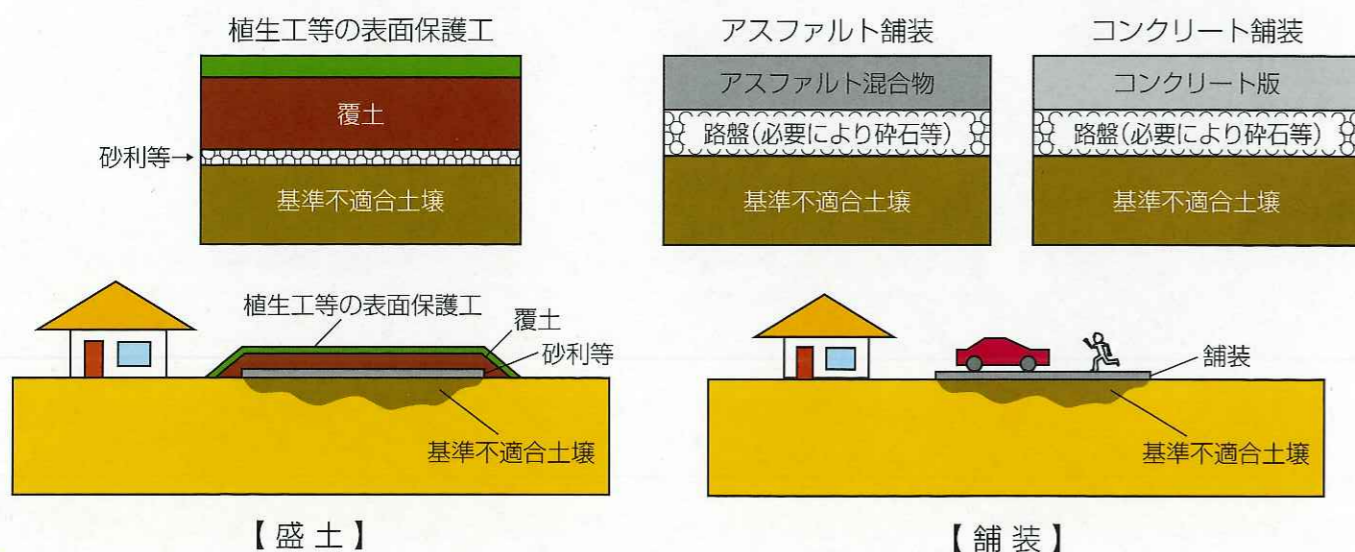 植生工等の表面保護工
覆土
砂利等→
基準不適合土壌
アスファルト舗装
アスファルト混合物
路盤(必要により砕石等)
基準不適合土壌
コンクリート舗装
コンクリート版
路盤(必要により砕石等)
基準不適合土壌
植生工等の表面保護工
覆土
砂利等
基準不適合土壌
【盛土】
舗装
基準不適合土壌
【舗装】